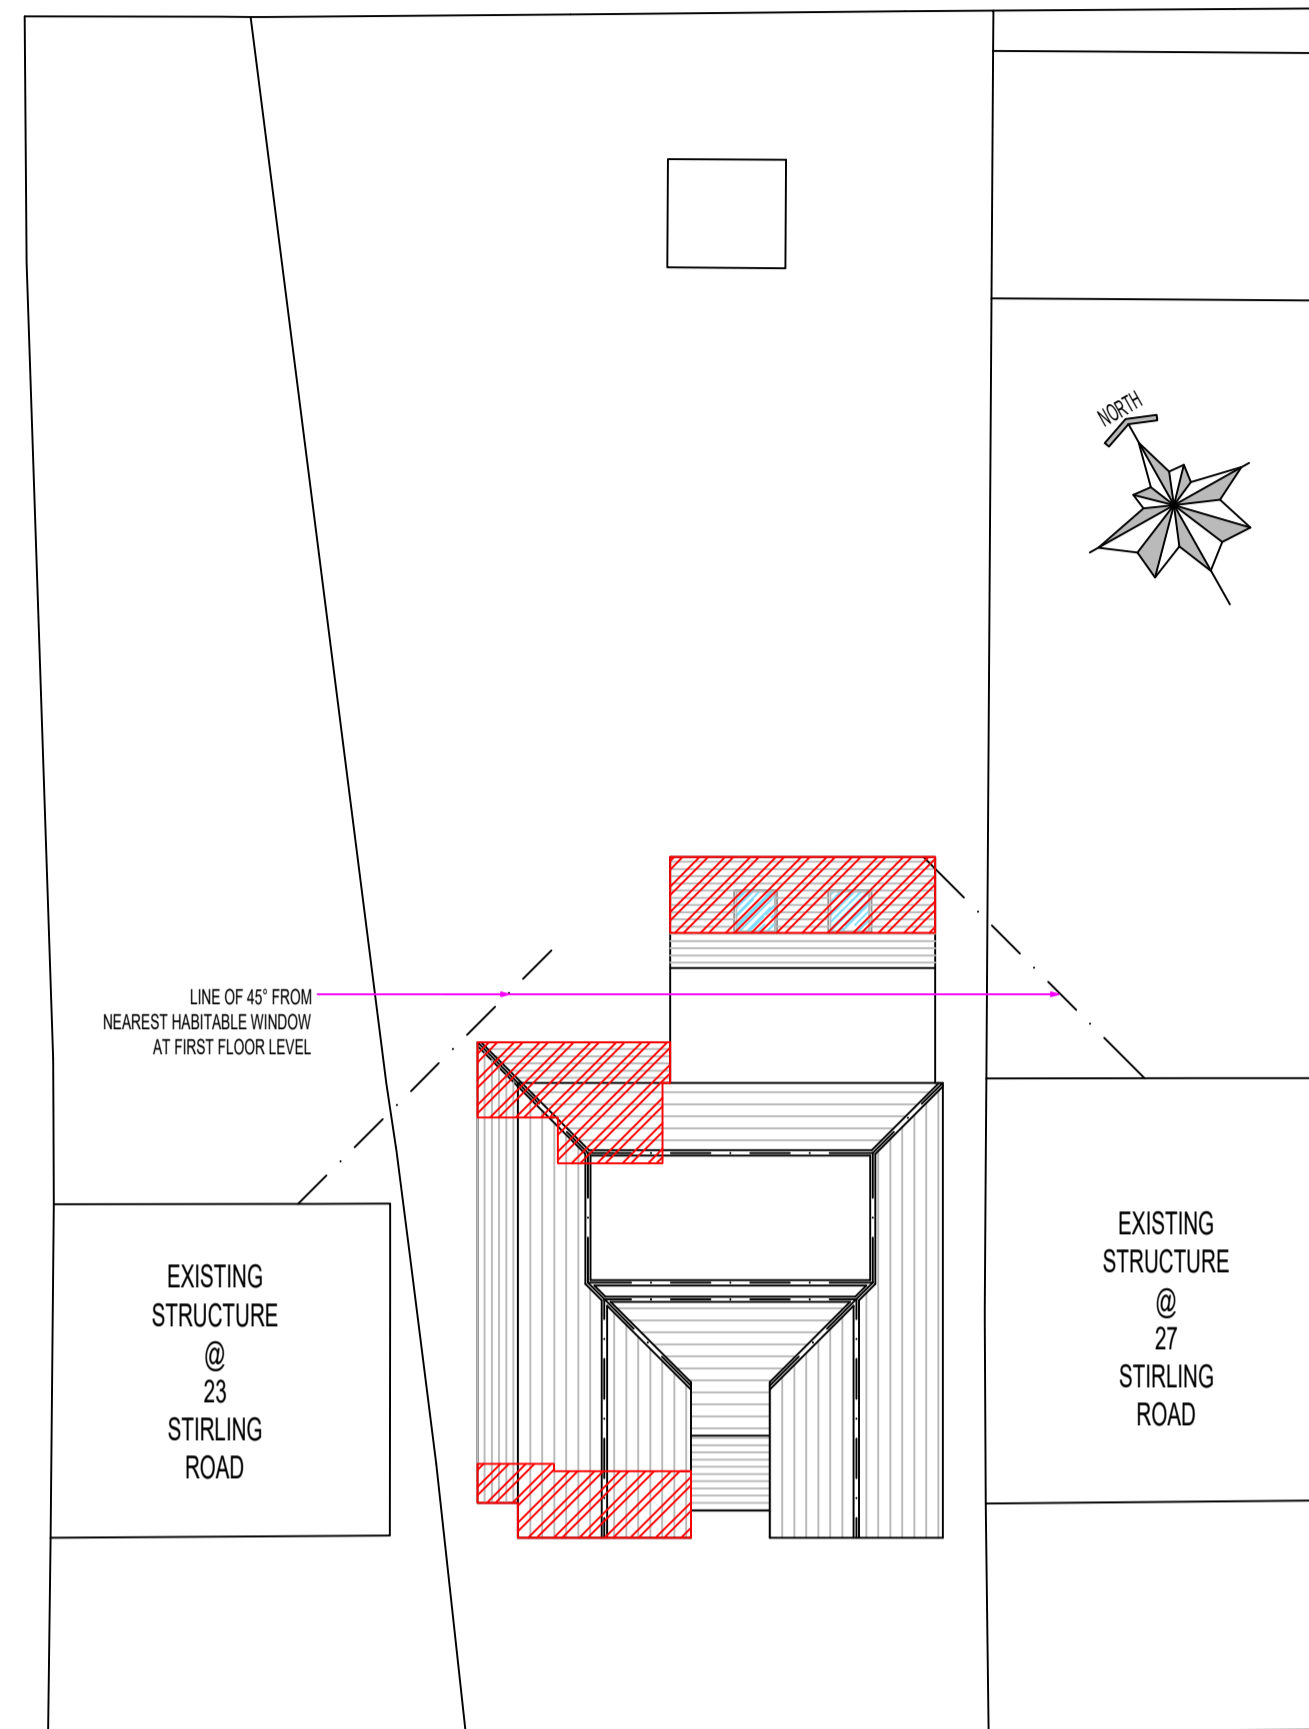 NORTH
LINE OF 45° FROM
NEAREST HABITABLE WINDOW
AT FIRST FLOOR LEVEL
EXISTING
STRUCTURE
@
23
STIRLING
ROAD
EXISTING
STRUCTURE
@
27
STIRLING
ROAD